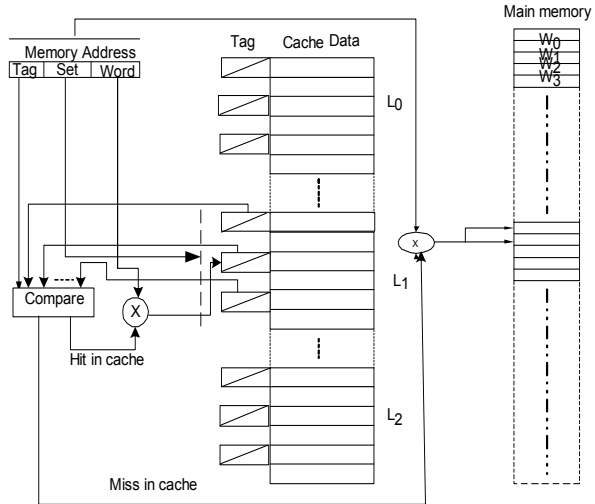 Main memory
Memory Address
Tag Set Word
Tag Cache Data
W0
W1
W2
W3
L0
x
L1
Compare
X
Hit in cache
L2
Miss in cache